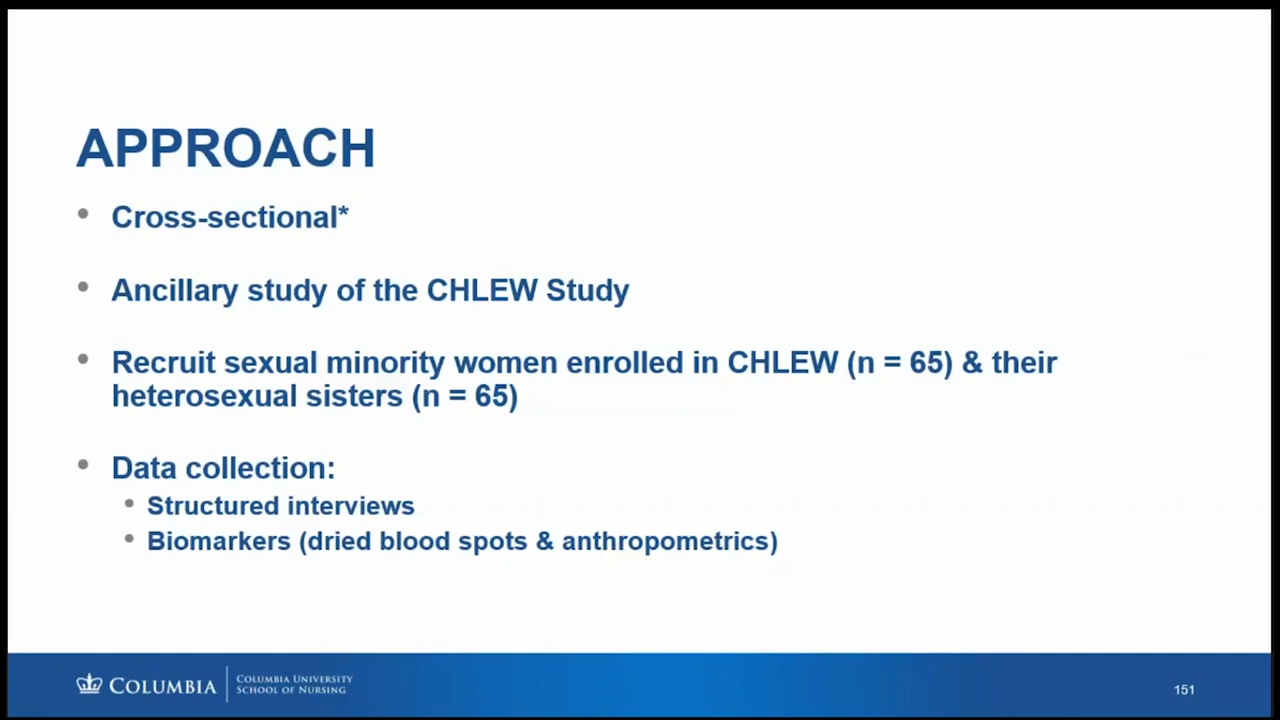 APPROACH
• Cross-sectional*
• Ancillary study of the CHLEW Study
• Recruit sexual minority women enrolled in CHLEW (n = 65) & their
heterosexual sisters (n = 65)
• Data collection:
• Structured interviews
• Biomarkers (dried blood spots & anthropometrics)
COLUMBIA
COLUMBIA UNIVERSITY
SCHOOL OF NURSING
151